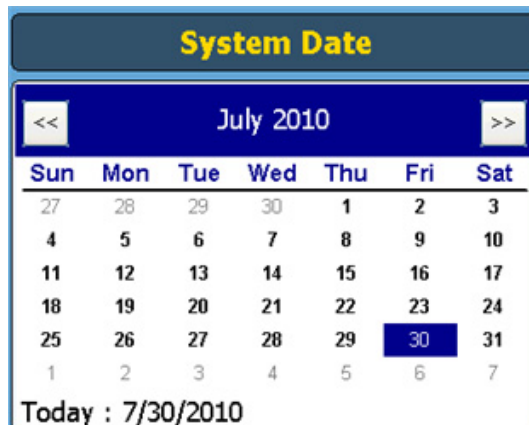 System Date
<< July 2010 >>
Sun Mon Tue Wed Thu Fri Sat
27 28 29 30 1 2 3
4 5 6 7 8 9 10
11 12 13 14 15 16 17
18 19 20 21 22 23 24
25 26 27 28 29 30 31
1 2 3 4 5 6 7
Today : 7/30/2010